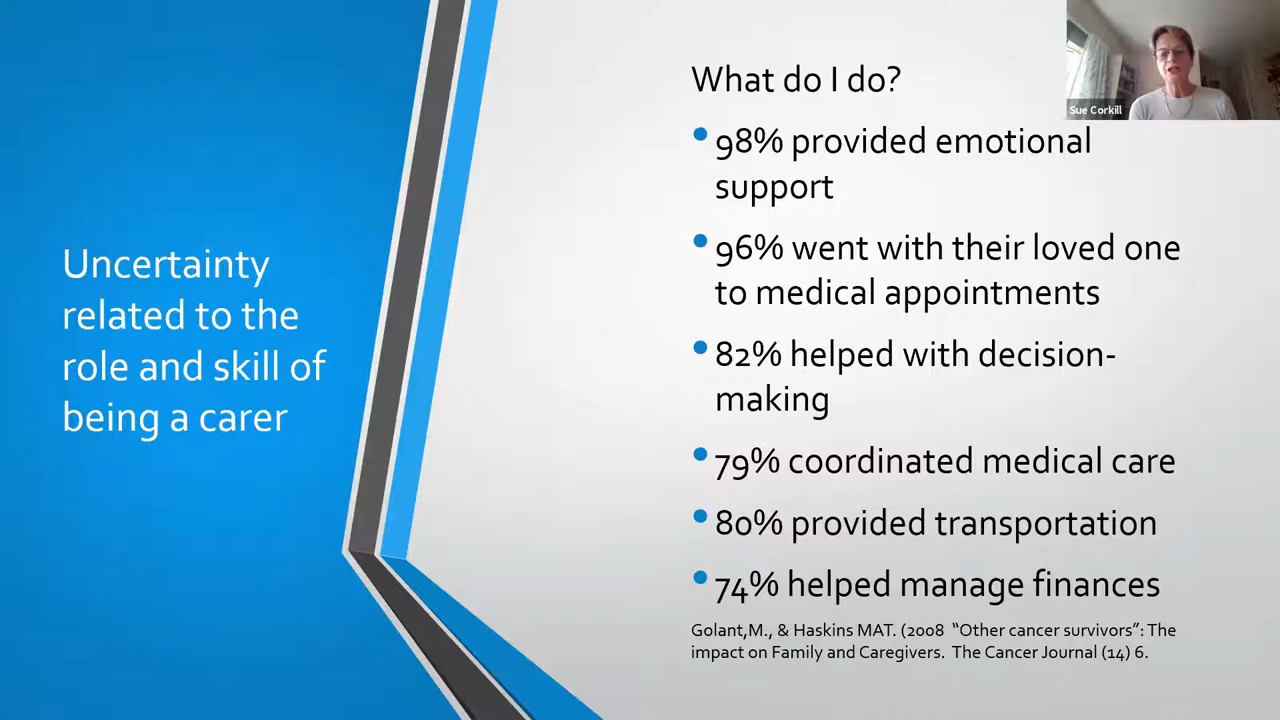 Uncertainty
related to the
role and skill of
being a carer
What do I do?
• 98% provided emotional
support
• 96% went with their loved one
to medical appointments
• 82% helped with decision-
making
• 79% coordinated medical care
• 80% provided transportation
• 74% helped manage finances
Golant,M., & Haskins MAT. (2008 “Other cancer survivors”: The
impact on Family and Caregivers. The Cancer Journal (14) 6.
Sue Corkill